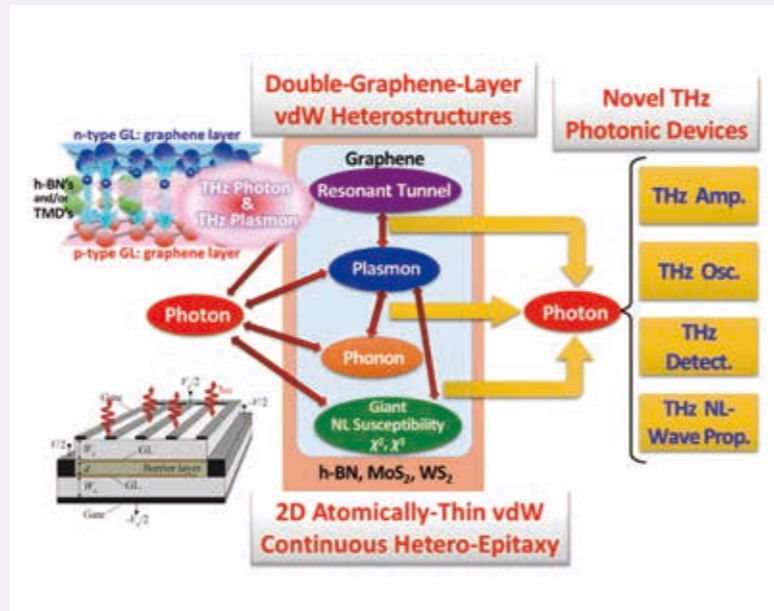 Double-Graphene-Layer
vdW Heterostructures
Novel THz
Photonic Devices
n-type GL: graphene layer
h-BN's
and/or
TMD's
THz Photon
&
THz Plasmon
p-type GL: graphene layer
Graphene
Resonant Tunnel
Plasmon
Photon
Phonon
Giant
NL Susceptibility
χ², χ³
h-BN, MoS₂, WS₂
Photon
THz Amp.
THz Osc.
THz
Detect.
THz NL-
Wave Prop.
Gate
GL
Barrier layer
GL
Gate
2D Atomically-Thin vdW
Continuous Hetero-Epitaxy